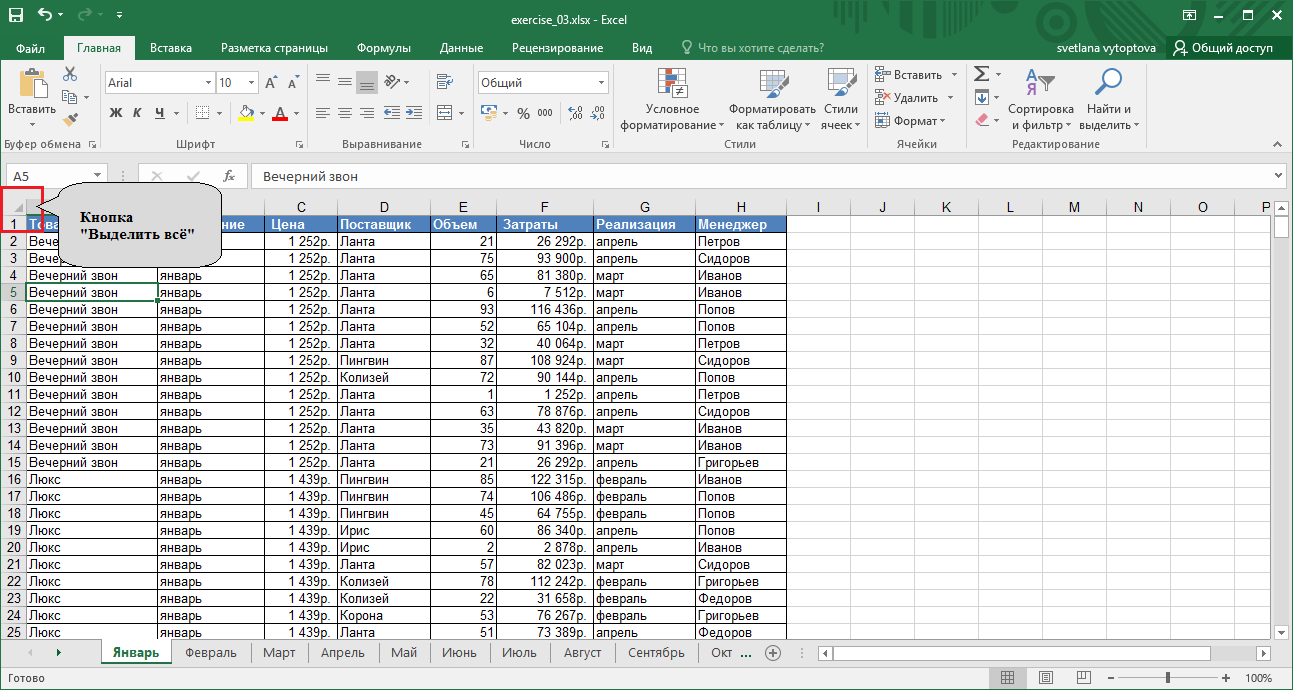 exercise_03.xlsx - Excel
Файл Главная Вставка Разметка страницы Формулы Данные Рецензирование Вид Что вы хотите сделать? svetlana vytoptova Общий доступ
Arial 10 Общий
Вставить
Ж К Ч % 000
Условное форматирование
Форматировать как таблицу
Стили ячеек
Вставить
Удалить
Формат
Сортировка и фильтр
Найти и выделить
Буфер обмена Шрифт Выравнивание Число Стили Ячейки Редактирование
A5 fx Вечерний звон
Кнопка
"Выделить всё"
C D E F G H I J K L M N O P
1 Това ние Цена Поставщик Объем Затраты Реализация Менеджер
2 Вече 1 252р. Ланта 21 26 292р. апрель Петров
3 Вече 1 252р. Ланта 75 93 900р. апрель Сидоров
4 Вечерний звон январь 1 252р. Ланта 65 81 380р. март Иванов
5 Вечерний звон январь 1 252р. Ланта 6 7 512р. март Иванов
6 Вечерний звон январь 1 252р. Ланта 93 116 436р. апрель Попов
7 Вечерний звон январь 1 252р. Ланта 52 65 104р. апрель Попов
8 Вечерний звон январь 1 252р. Ланта 32 40 064р. март Петров
9 Вечерний звон январь 1 252р. Пингвин 87 108 924р. март Сидоров
10 Вечерний звон январь 1 252р. Колизей 72 90 144р. апрель Попов
11 Вечерний звон январь 1 252р. Ланта 1 1 252р. апрель Петров
12 Вечерний звон январь 1 252р. Ланта 63 78 876р. апрель Сидоров
13 Вечерний звон январь 1 252р. Ланта 35 43 820р. март Иванов
14 Вечерний звон январь 1 252р. Ланта 73 91 396р. март Иванов
15 Вечерний звон январь 1 252р. Ланта 21 26 292р. апрель Григорьев
16 Люкс январь 1 439р. Пингвин 85 122 315р. февраль Иванов
17 Люкс январь 1 439р. Пингвин 74 106 486р. февраль Попов
18 Люкс январь 1 439р. Пингвин 45 64 755р. февраль Попов
19 Люкс январь 1 439р. Ирис 60 86 340р. апрель Попов
20 Люкс январь 1 439р. Ирис 2 2 878р. апрель Иванов
21 Люкс январь 1 439р. Ланта 57 82 023р. март Сидоров
22 Люкс январь 1 439р. Колизей 78 112 242р. февраль Григорьев
23 Люкс январь 1 439р. Колизей 22 31 658р. февраль Федоров
24 Люкс январь 1 439р. Корона 53 76 267р. февраль Григорьев
25 Люкс январь 1 439р. Ланта 51 73 389р. апрель Федоров
Январь Февраль Март Апрель Май Июнь Июль Август Сентябрь Окт ...
Готово 100%